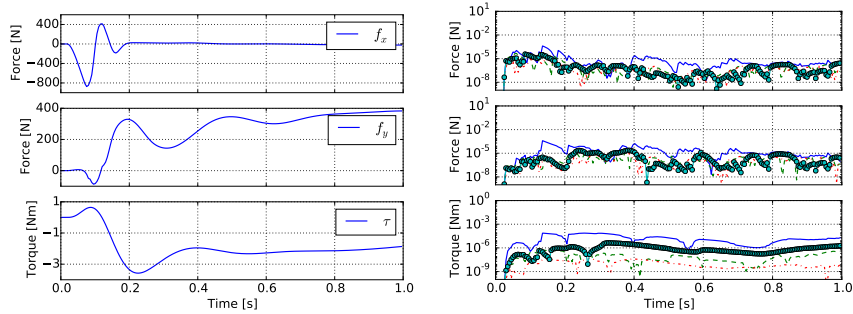 400
0
−400
−800
Force [N]
f_x
400
200
0
Force [N]
f_y
1
−1
−3
Torque [Nm]
τ
0.0 0.2 0.4 0.6 0.8 1.0
Time [s]
10^1
10^-2
10^-5
10^-8
Force [N]
10^1
10^-2
10^-5
10^-8
Force [N]
10^0
10^-3
10^-6
10^-9
Torque [Nm]
0.0 0.2 0.4 0.6 0.8 1.0
Time [s]